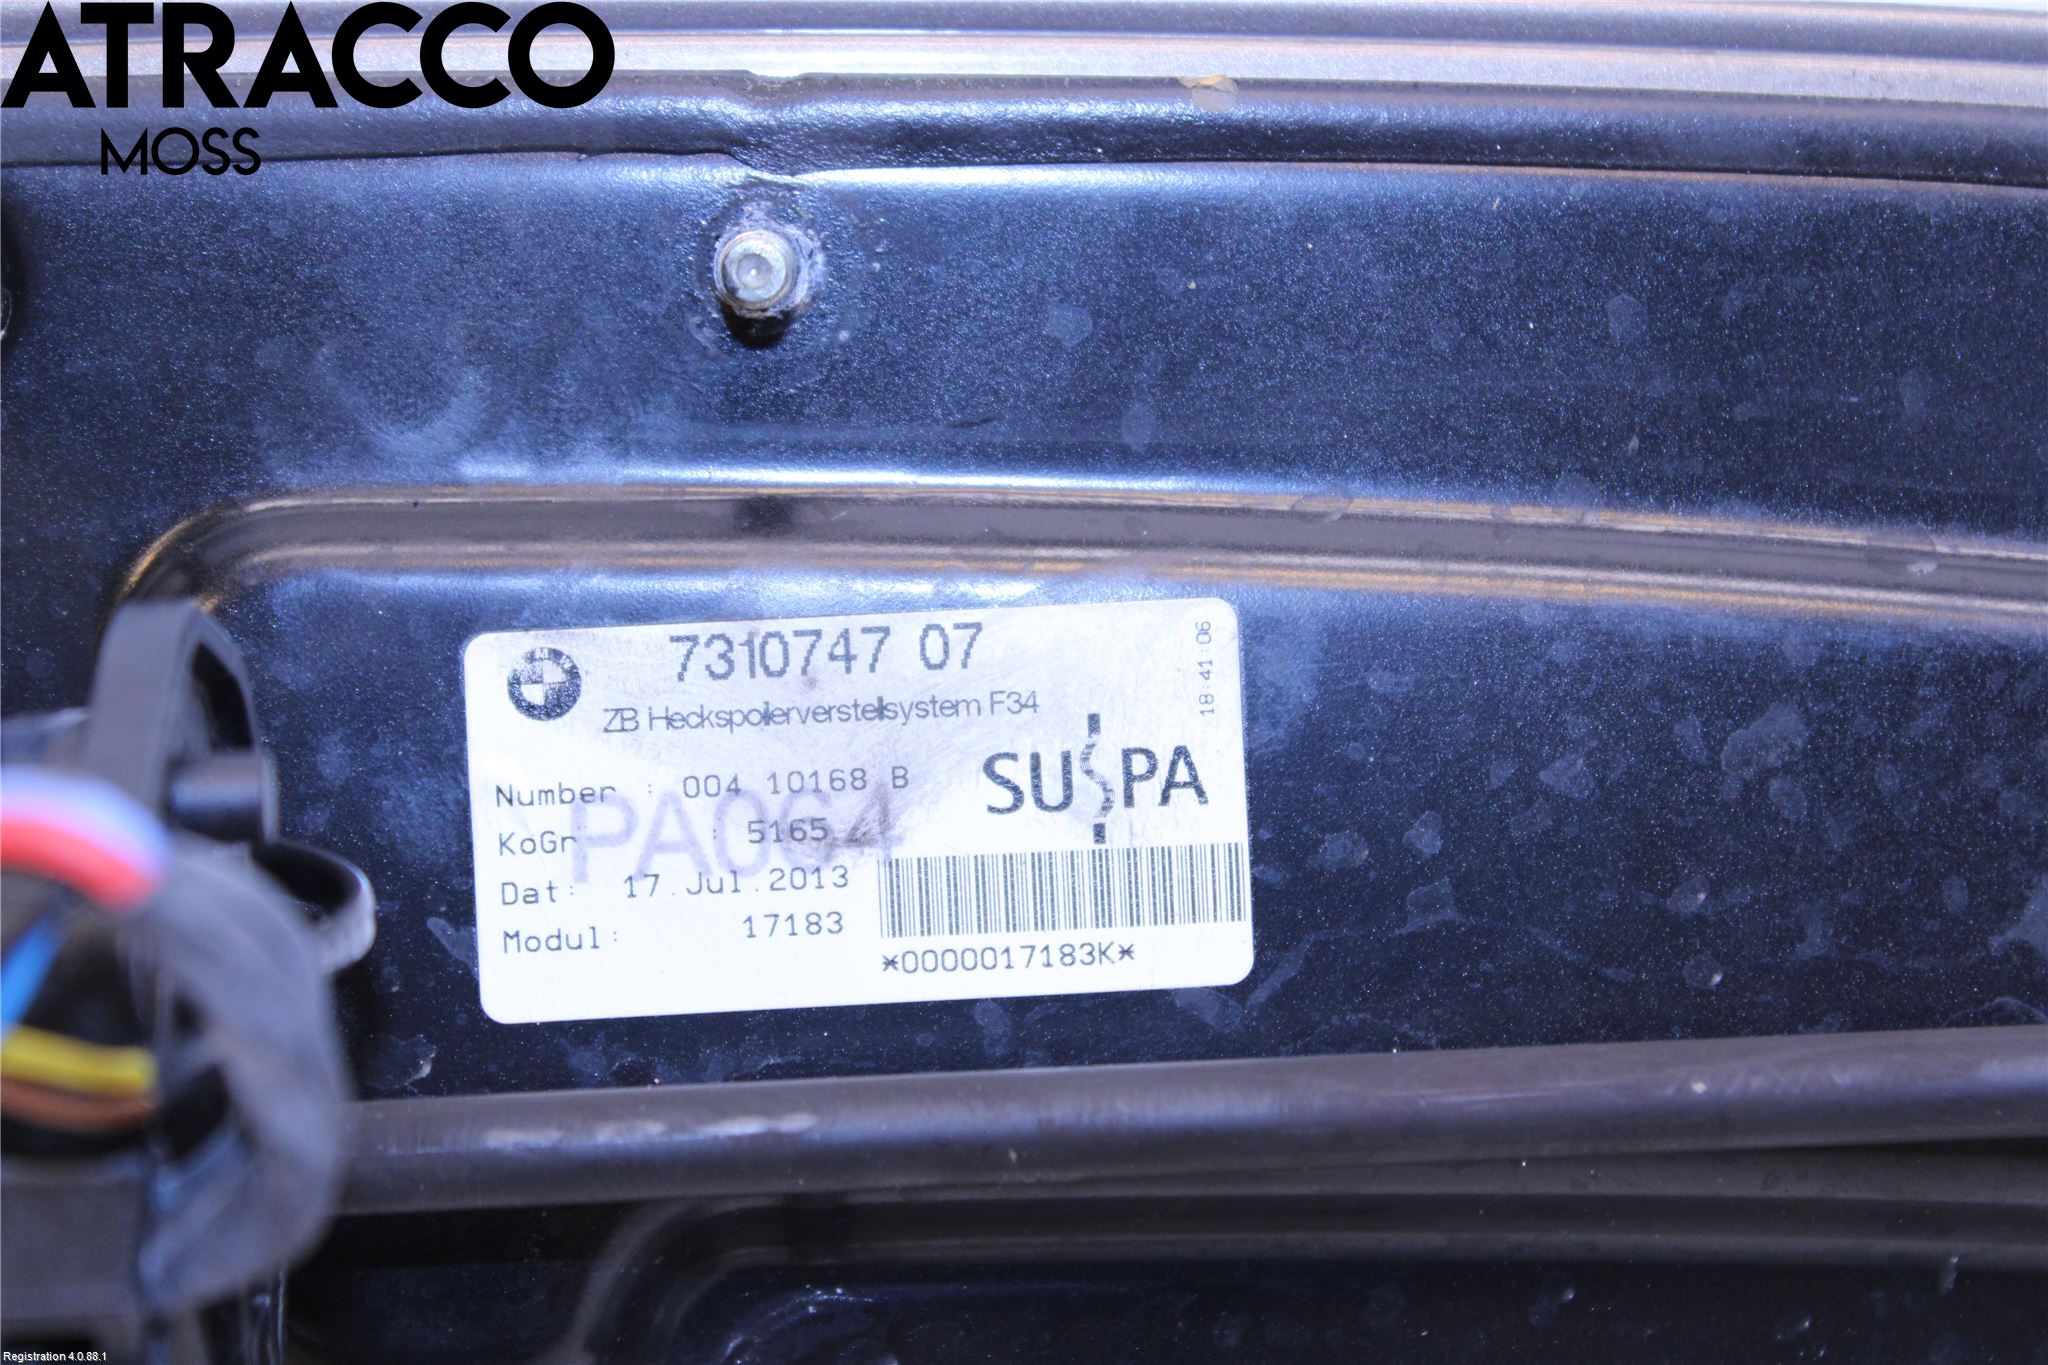 ATRACCO
MOSS
7310747 07
ZB Heckspoilerverstellsystem F34
18:41:06
SUSPA
Number : 004 10168 B
KoGr : 5165
PA064
Dat: 17.Jul.2013
Modul: 17183
*0000017183K*
Registration 4.0.88.1